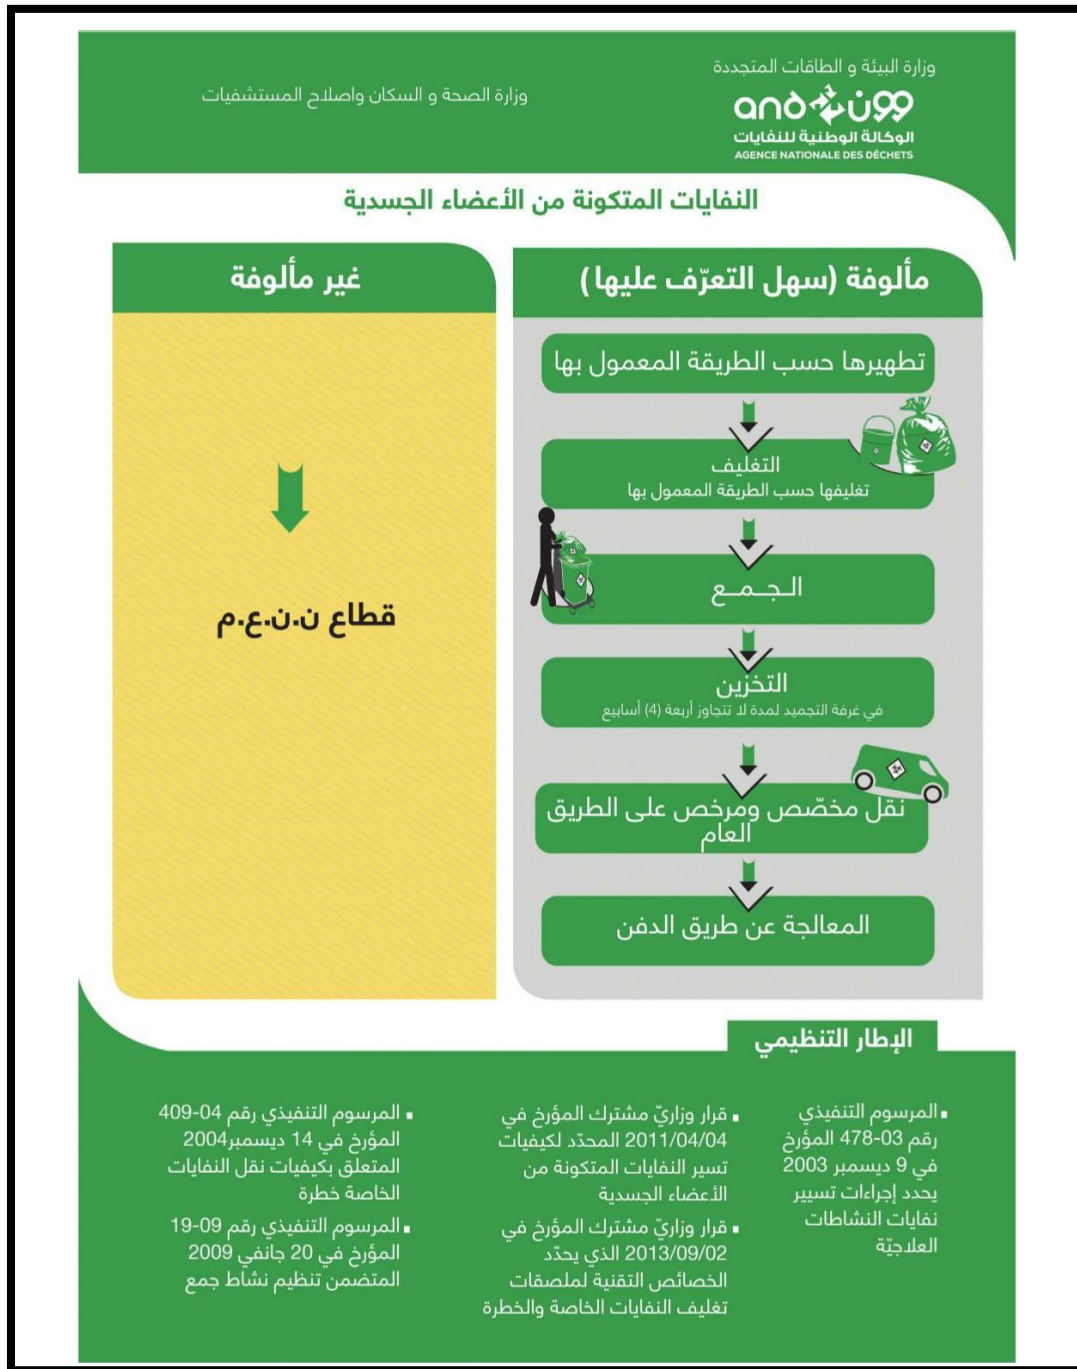 وزارة البيئة و الطاقات المتجددة
and ن99
الوكالة الوطنية للنفايات
AGENCE NATIONALE DES DÉCHETS
وزارة الصحة و السكان واصلاح المستشفيات
النفايات المتكونة من الأعضاء الجسدية
مألوفة (سهل التعرّف عليها)
تطهيرها حسب الطريقة المعمول بها
التغليف
تغليفها حسب الطريقة المعمول بها
الـجـمـع
التخزين
في غرفة التجميد لمدة لا تتجاوز أربعة (4) أسابيع
نقل مخصّص ومرخص على الطريق
العام
المعالجة عن طريق الدفن
غير مألوفة
قطاع ن.ن.ع.م
الإطار التنظيمي
▪ المرسوم التنفيذي
رقم 03-478 المؤرخ
في 9 ديسمبر 2003
يحدد إجراءات تسيير
نفايات النشاطات
العلاجيّة
▪ قرار وزاريّ مشترك المؤرخ في
2011/04/04 المحدّد لكيفيات
تسير النفايات المتكونة من
الأعضاء الجسدية
▪ قرار وزاريّ مشترك المؤرخ في
2013/09/02 الذي يحدّد
الخصائص التقنية لملصقات
تغليف النفايات الخاصة والخطرة
▪ المرسوم التنفيذي رقم 04-409
المؤرخ في 14 ديسمبر2004
المتعلق بكيفيات نقل النفايات
الخاصة خطرة
▪ المرسوم التنفيذي رقم 09-19
المؤرخ في 20 جانفي 2009
المتضمن تنظيم نشاط جمع